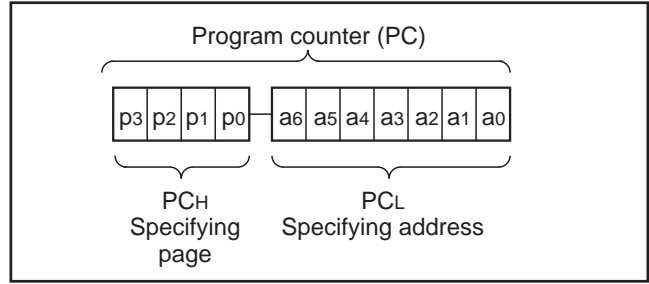 Program counter (PC)
p3 p2 p1 p0 a6 a5 a4 a3 a2 a1 a0
PCH PCL
Specifying page Specifying address